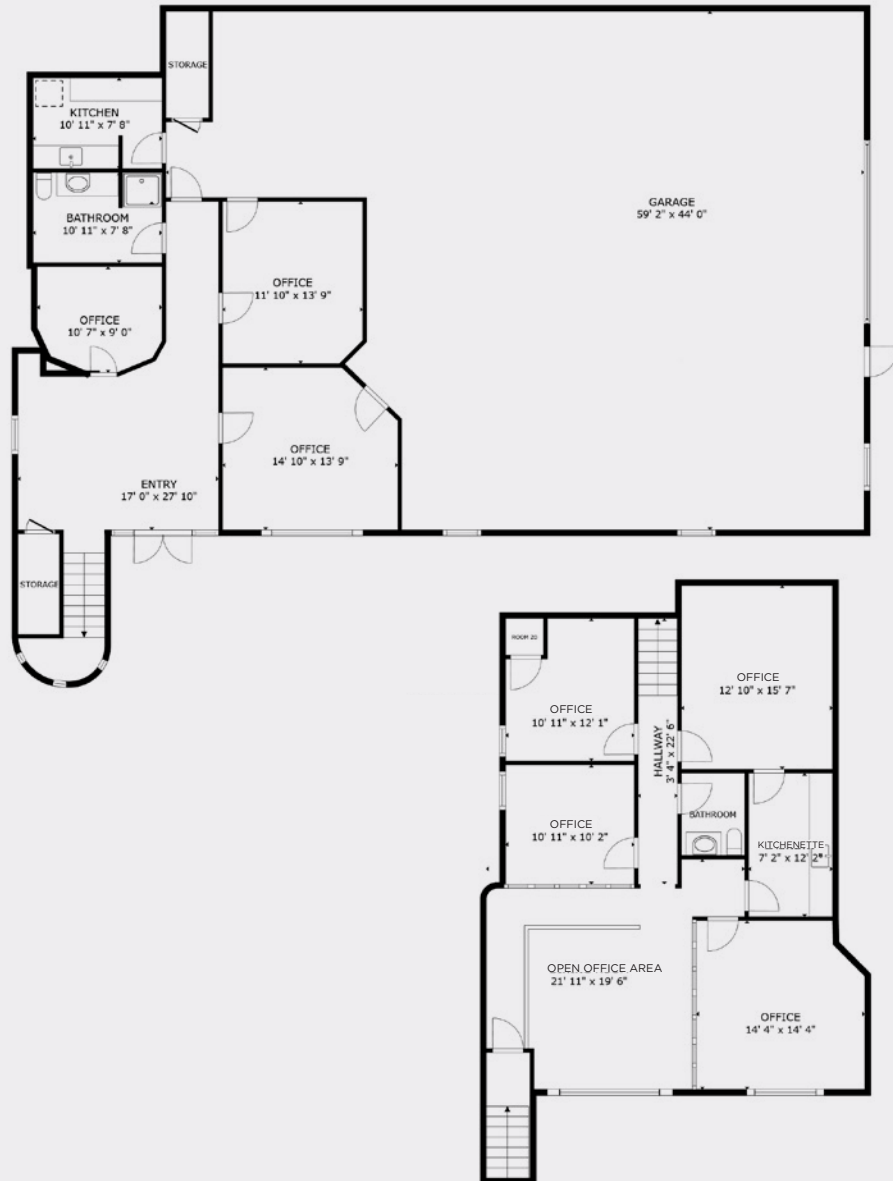 STORAGE
KITCHEN
10' 11" x 7' 8"
GARAGE
59' 2" x 44' 0"
BATHROOM
10' 11" x 7' 8"
OFFICE
11' 10" x 13' 9"
OFFICE
10' 7" x 9' 0"
OFFICE
14' 10" x 13' 9"
ENTRY
17' 0" x 27' 10"
STORAGE
ROOM 20
OFFICE
12' 10" x 15' 7"
OFFICE
10' 11" x 12' 1"
HALLWAY
3' 4" x 22' 6"
OFFICE
10' 11" x 10' 2"
BATHROOM
KITCHENETTE
7' 2" x 12' 2"
OPEN OFFICE AREA
21' 11" x 19' 6"
OFFICE
14' 4" x 14' 4"